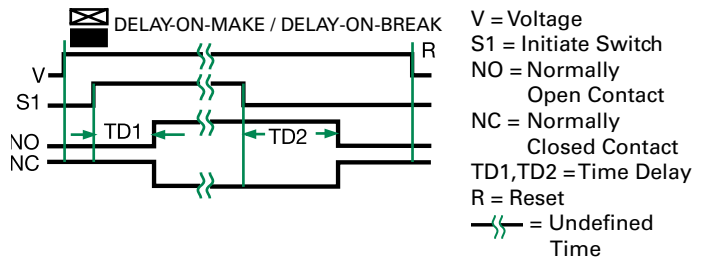 DELAY-ON-MAKE / DELAY-ON-BREAK
R
V
S1
TD1
TD2
NO
NC
V = Voltage
S1 = Initiate Switch
NO = Normally
Open Contact
NC = Normally
Closed Contact
TD1,TD2 = Time Delay
R = Reset
= Undefined
Time